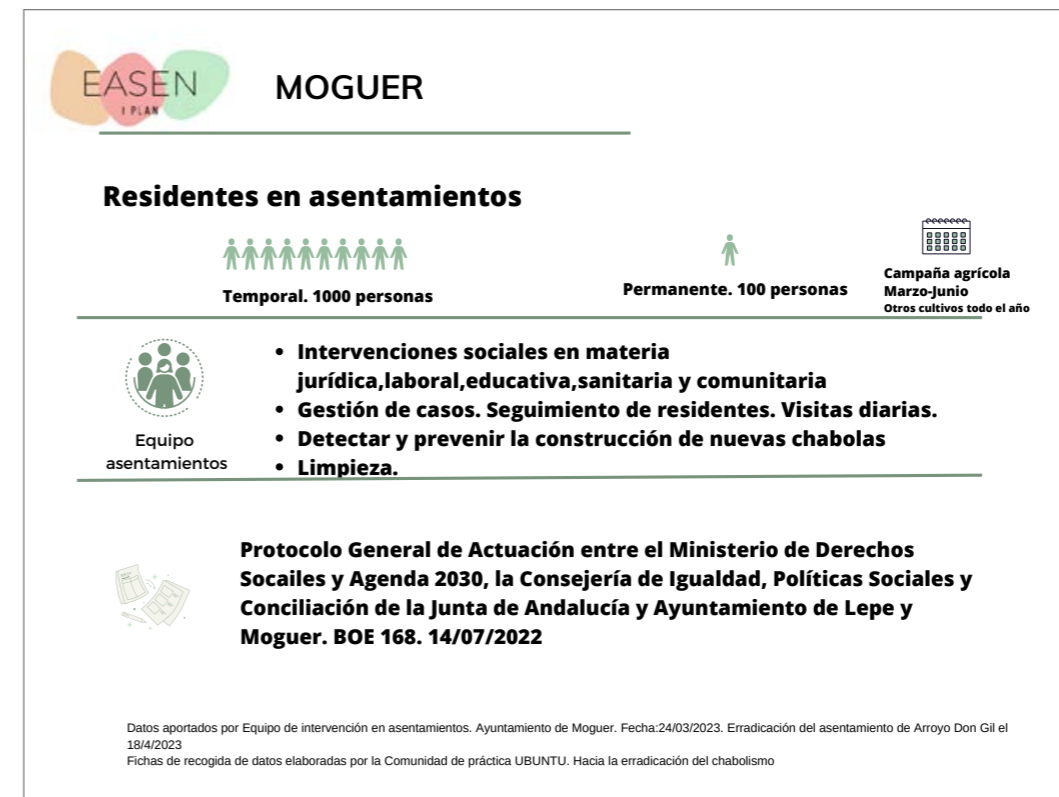 EASEN
I PLAN
MOGUER
Residentes en asentamientos
Temporal. 1000 personas
Permanente. 100 personas
Campaña agrícola
Marzo-Junio
Otros cultivos todo el año
Equipo
asentamientos
• Intervenciones sociales en materia
jurídica,laboral,educativa,sanitaria y comunitaria
• Gestión de casos. Seguimiento de residentes. Visitas diarias.
• Detectar y prevenir la construcción de nuevas chabolas
• Limpieza.
Protocolo General de Actuación entre el Ministerio de Derechos
Socailes y Agenda 2030, la Consejería de Igualdad, Políticas Sociales y
Conciliación de la Junta de Andalucía y Ayuntamiento de Lepe y
Moguer. BOE 168. 14/07/2022
Datos aportados por Equipo de intervención en asentamientos. Ayuntamiento de Moguer. Fecha:24/03/2023. Erradicación del asentamiento de Arroyo Don Gil el
18/4/2023
Fichas de recogida de datos elaboradas por la Comunidad de práctica UBUNTU. Hacia la erradicación del chabolismo